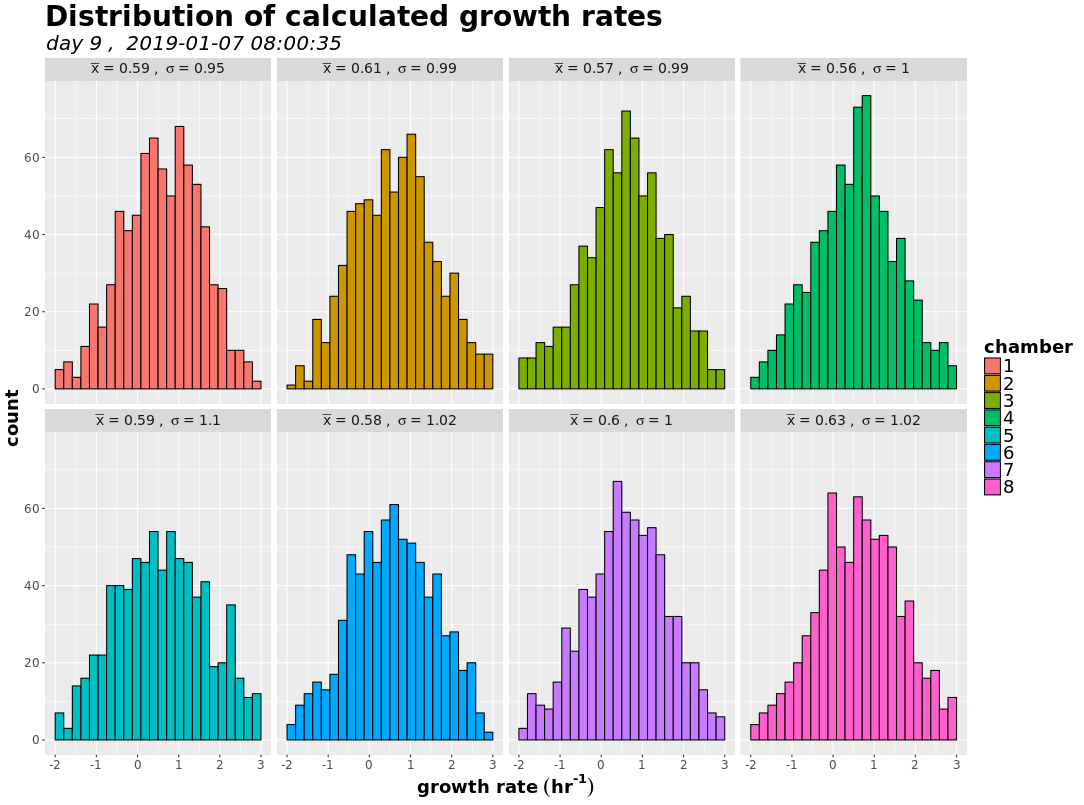 Distribution of calculated growth rates
day 9 ,  2019-01-07 08:00:35
x̅ = 0.59 ,  σ = 0.95
x̅ = 0.61 ,  σ = 0.99
x̅ = 0.57 ,  σ = 0.99
x̅ = 0.56 ,  σ = 1
60
40
20
0
x̅ = 0.59 ,  σ = 1.1
x̅ = 0.58 ,  σ = 1.02
x̅ = 0.6 ,  σ = 1
x̅ = 0.63 ,  σ = 1.02
60
40
20
0
-2 -1 0 1 2 3
-2 -1 0 1 2 3
-2 -1 0 1 2 3
-2 -1 0 1 2 3
growth rate (hr⁻¹)
count
chamber
1
2
3
4
5
6
7
8